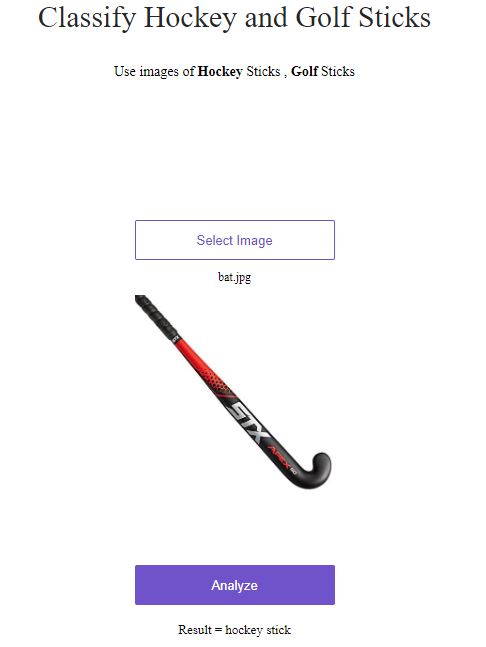 Classify Hockey and Golf Sticks
Use images of Hockey Sticks , Golf Sticks
Select Image
bat.jpg
STX
APEX 50
Analyze
Result = hockey stick